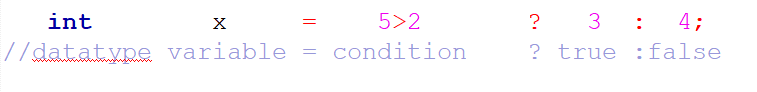 int x = 5>2 ? 3 : 4;
//datatype variable = condition ? true :false